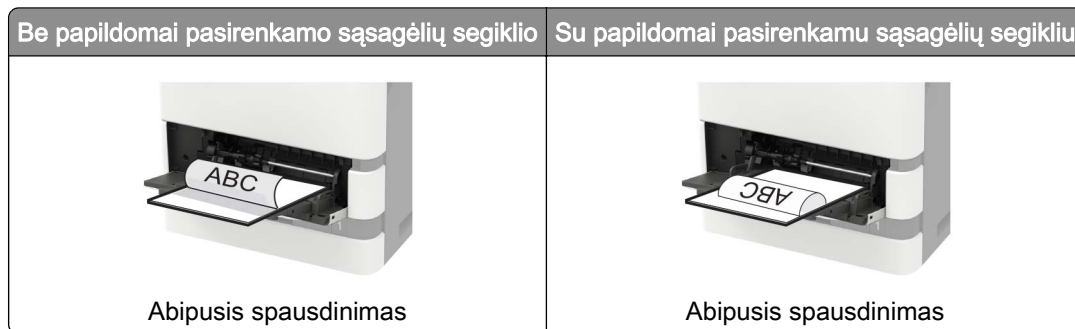 Be papildomai pasirenkamo sąsagėlių segiklio
Su papildomai pasirenkamu sąsagėlių segikliu
ABC
ABC
Abipusis spausdinimas
Abipusis spausdinimas